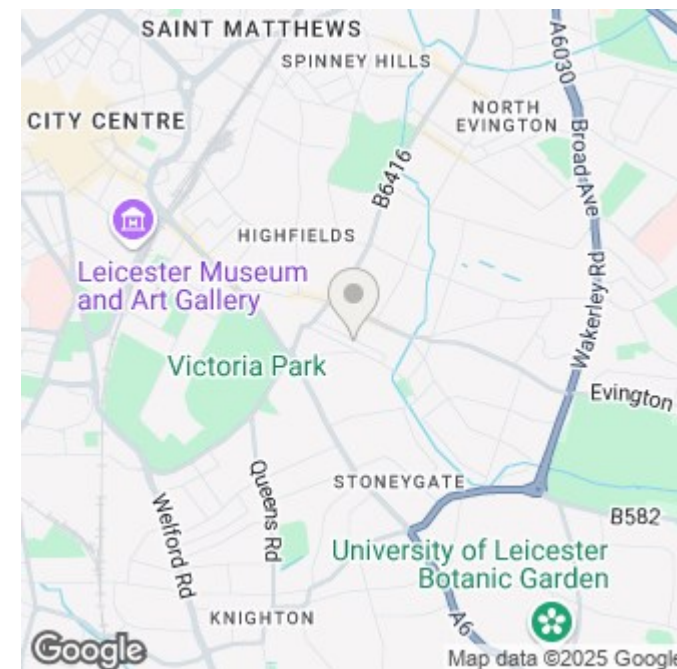 SAINT MATTHEWS
SPINNEY HILLS
A6030
CITY CENTRE
NORTH
EVINGTON
Broad Ave
B6416
HIGHFIELDS
Leicester Museum
and Art Gallery
Wakerley Rd
Victoria Park
Evington
Queens Rd
STONEYGATE
Welford Rd
B582
University of Leicester
Botanic Garden
KNIGHTON
A6
Google
Map data ©2025 Google